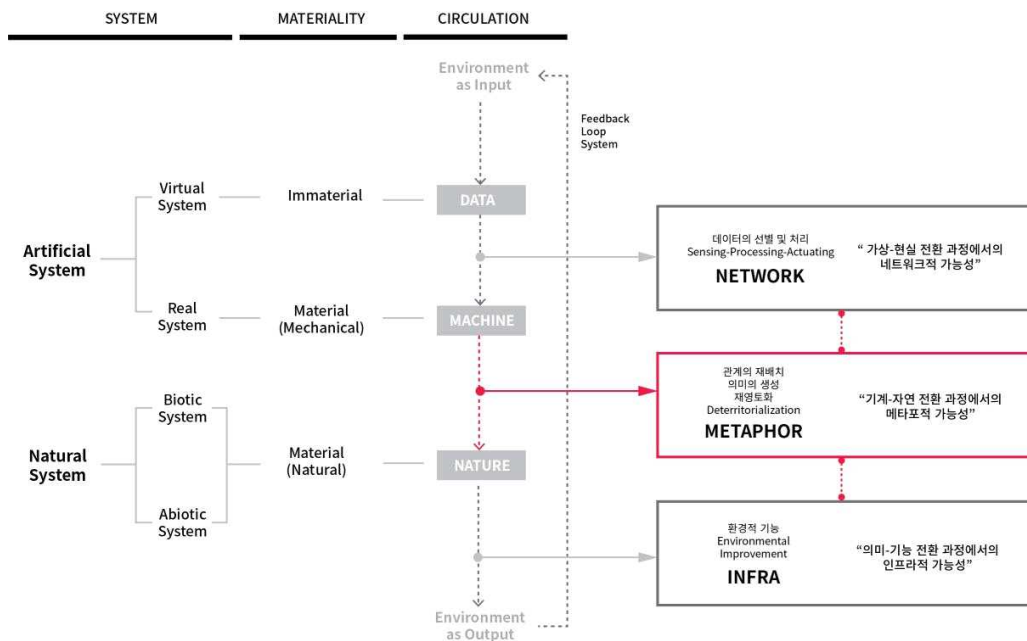 SYSTEM
MATERIALITY
CIRCULATION
Environment
as Input
Feedback
Loop
System
Virtual
System
Immaterial
DATA
Artificial
System
데이터의 선별 및 처리
Sensing-Processing-Actuating
NETWORK
“ 가상-현실 전환 과정에서의
네트워크적 가능성”
Real
System
Material
(Mechanical)
MACHINE
관계의 재배치
의미의 생성
재영토화
Deterritorialization
METAPHOR
“기계-자연 전환 과정에서의
메타포적 가능성”
Biotic
System
Natural
System
Material
(Natural)
NATURE
Abiotic
System
환경적 기능
Environmental
Improvement
INFRA
“의미-기능 전환 과정에서의
인프라적 가능성”
Environment
as Output